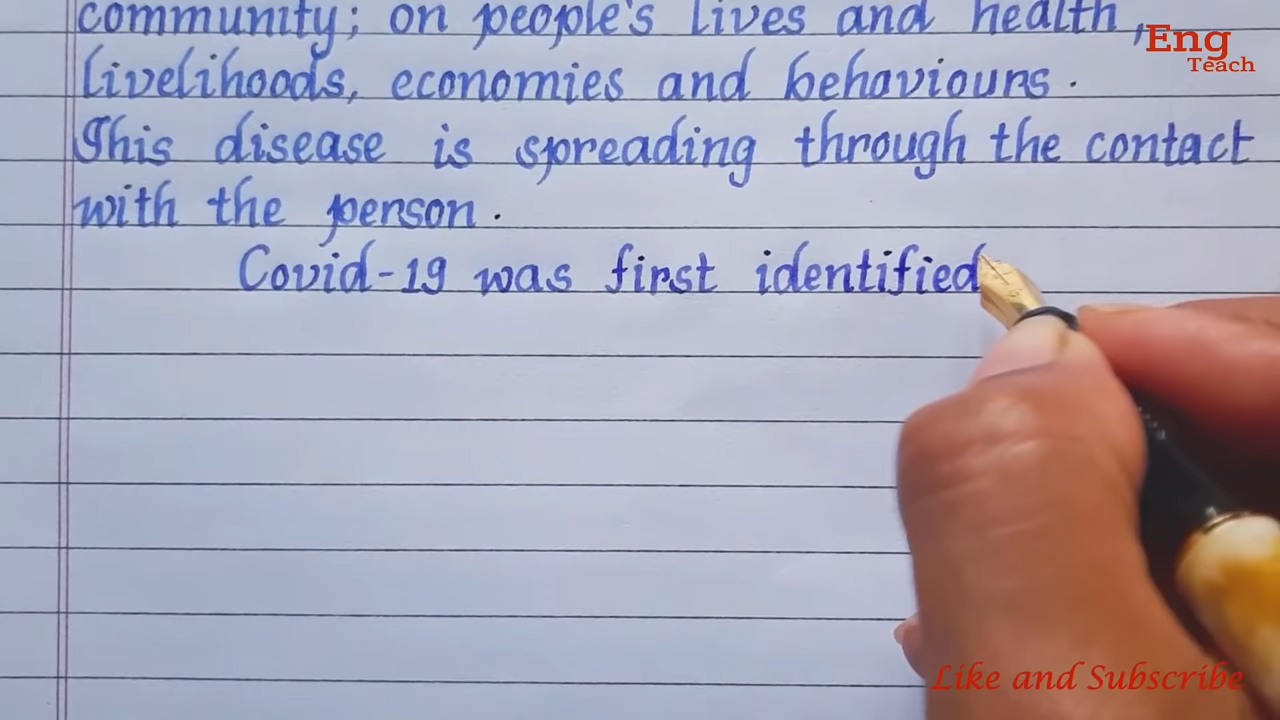 community; on people's lives and health,
livelihoods, economies and behaviours.
This disease is spreading through the contact
with the person.
Covid-19 was first identified
Eng
Teach
Like and Subscribe